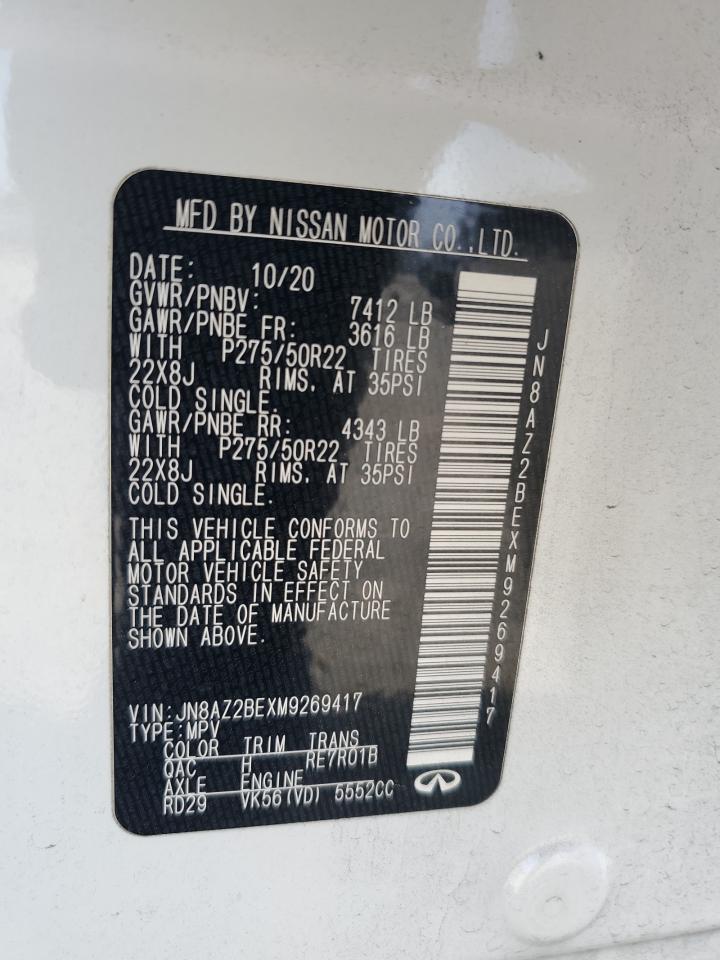 MFD BY NISSAN MOTOR CO.,LTD.
DATE: 10/20
GVWR/PNBV: 7412 LB
GAWR/PNBE FR: 3616 LB
WITH P275/50R22 TIRES
22X8J RIMS, AT 35PSI
COLD SINGLE.
GAWR/PNBE RR: 4343 LB
WITH P275/50R22 TIRES
22X8J RIMS, AT 35PSI
COLD SINGLE.
THIS VEHICLE CONFORMS TO
ALL APPLICABLE FEDERAL
MOTOR VEHICLE SAFETY
STANDARDS IN EFFECT ON
THE DATE OF MANUFACTURE
SHOWN ABOVE.
VIN:JN8AZ2BEXM9269417
TYPE:MPV
COLOR TRIM TRANS
QAC H RE7R01B
AXLE ENGINE
RD29 VK56(VD) 5552CC
JN8AZ2BEXM9269417